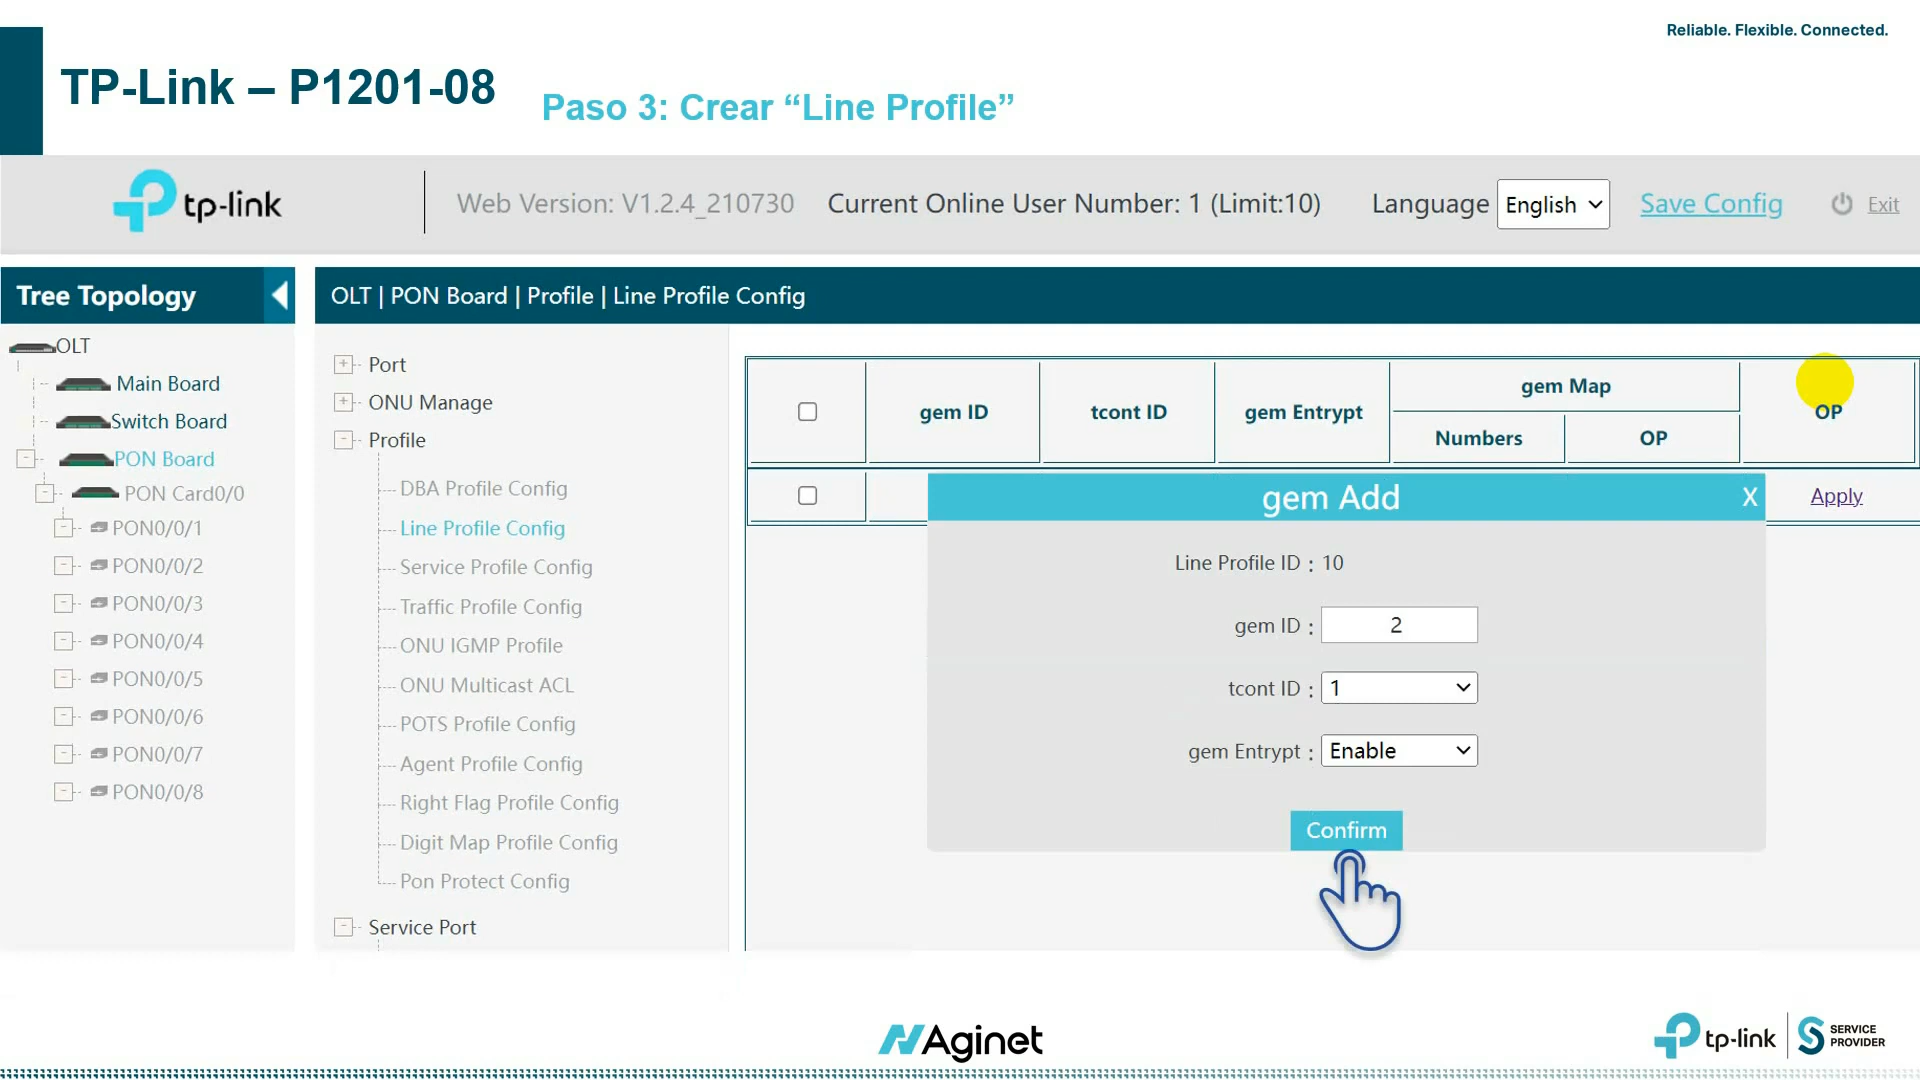 Reliable. Flexible. Connected.
TP-Link – P1201-08
Paso 3: Crear “Line Profile”
tp-link
Web Version: V1.2.4_210730
Current Online User Number: 1 (Limit:10)
Language English
Save Config
Exit
Tree Topology
OLT | PON Board | Profile | Line Profile Config
OLT
Main Board
Switch Board
PON Board
PON Card0/0
PON0/0/1
PON0/0/2
PON0/0/3
PON0/0/4
PON0/0/5
PON0/0/6
PON0/0/7
PON0/0/8
Port
ONU Manage
Profile
DBA Profile Config
Line Profile Config
Service Profile Config
Traffic Profile Config
ONU IGMP Profile
ONU Multicast ACL
POTS Profile Config
Agent Profile Config
Right Flag Profile Config
Digit Map Profile Config
Pon Protect Config
Service Port
gem ID
tcont ID
gem Entrypt
gem Map
Numbers
OP
OP
Apply
gem Add
X
Line Profile ID : 10
gem ID : 2
tcont ID : 1
gem Entrypt : Enable
Confirm
Aginet
tp-link
SERVICE
PROVIDER